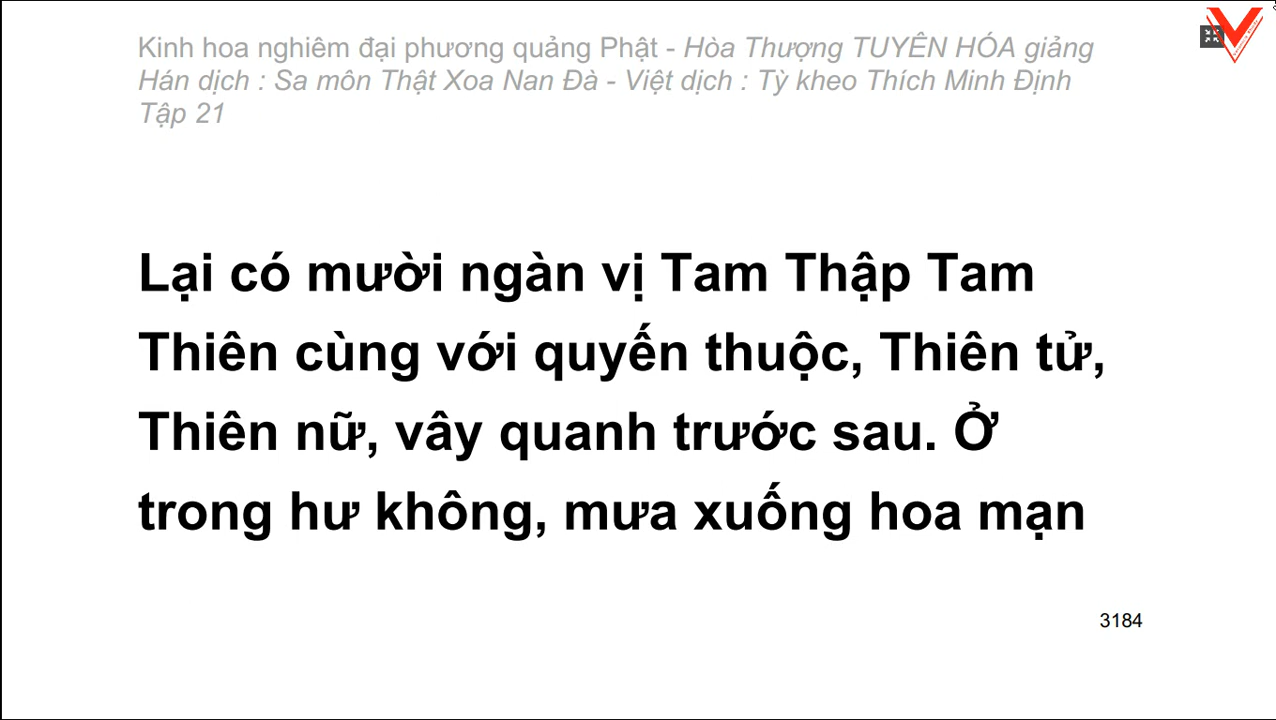 Kinh hoa nghiêm đại phương quảng Phật - Hòa Thượng TUYÊN HÓA giảng
Hán dịch : Sa môn Thật Xoa Nan Đà - Việt dịch : Tỳ kheo Thích Minh Định
Tập 21
Lại có mười ngàn vị Tam Thập Tam
Thiên cùng với quyến thuộc, Thiên tử,
Thiên nữ, vây quanh trước sau. Ở
trong hư không, mưa xuống hoa mạn
3184